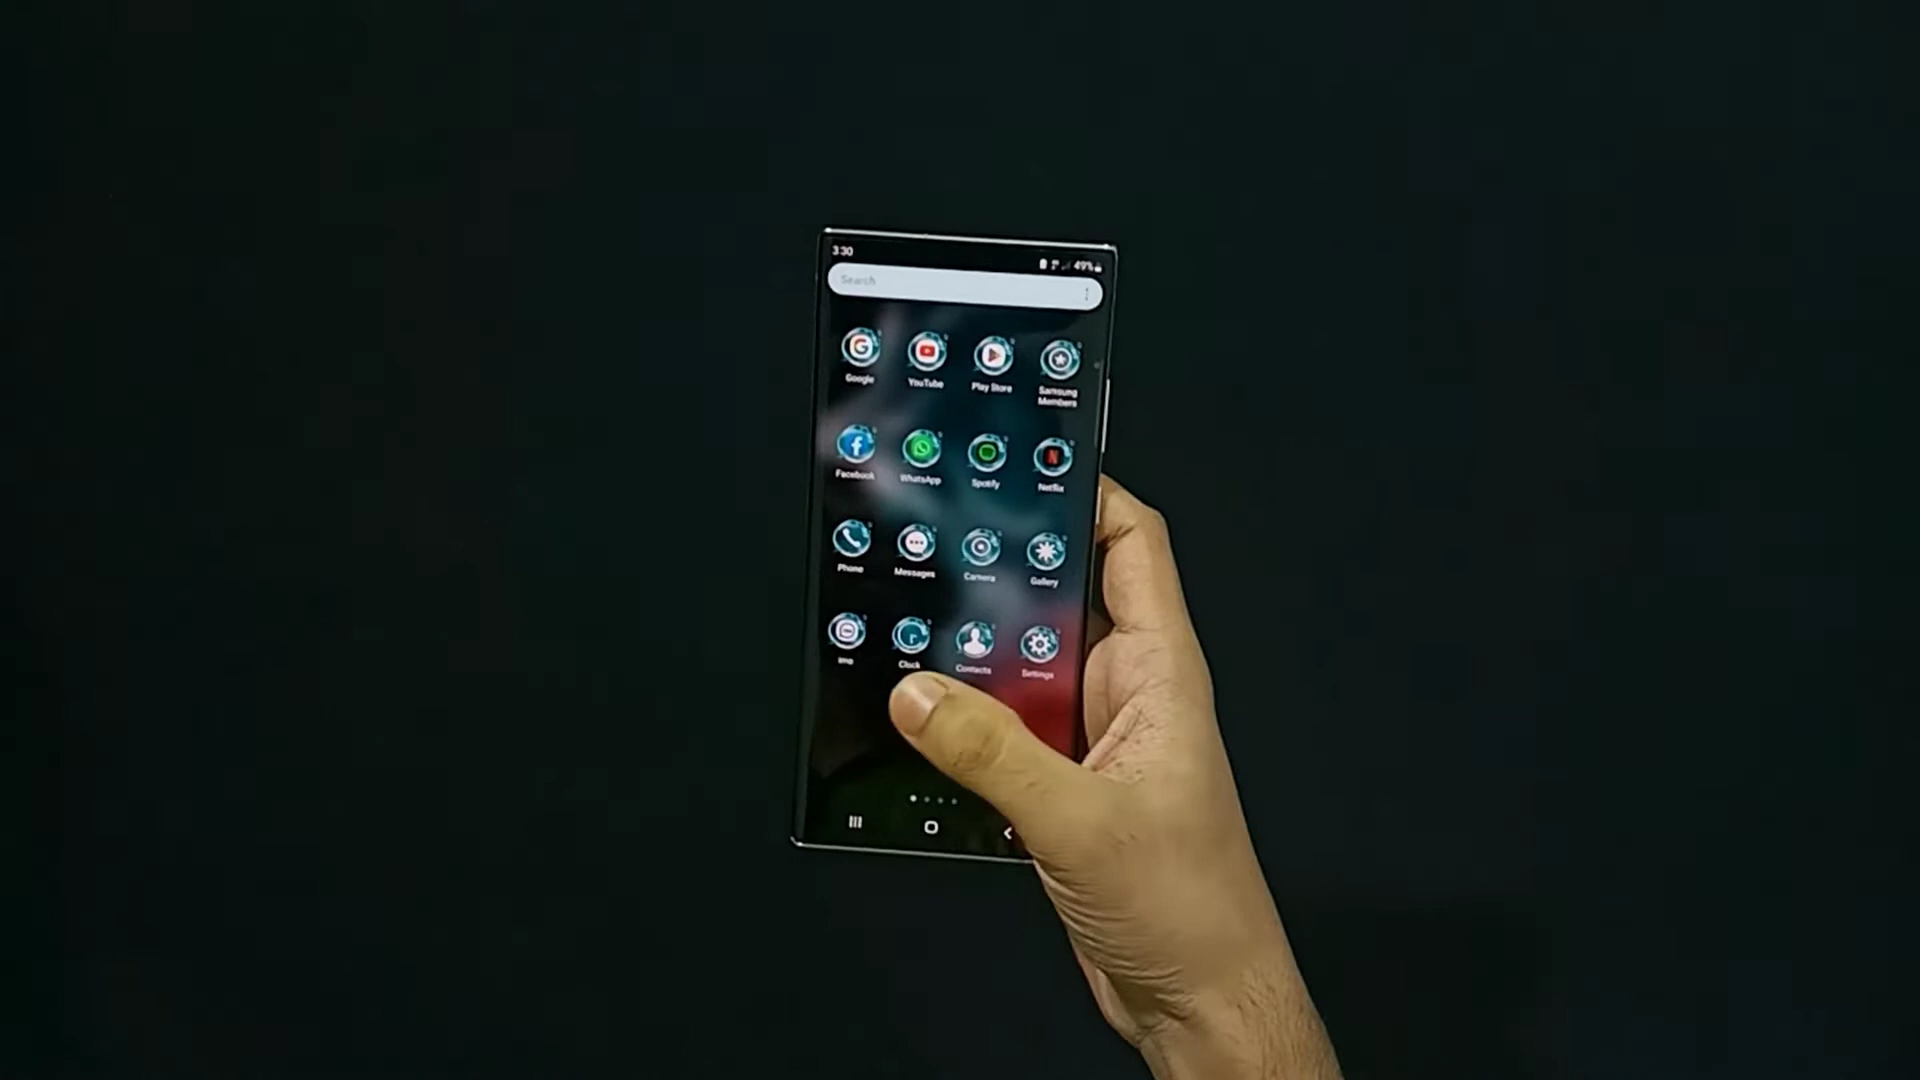 3:30
49%
Search
Google
YouTube
Play Store
Samsung
Members
Facebook
WhatsApp
Spotify
Netflix
Phone
Messages
Camera
Gallery
imo
Clock
Contacts
Settings